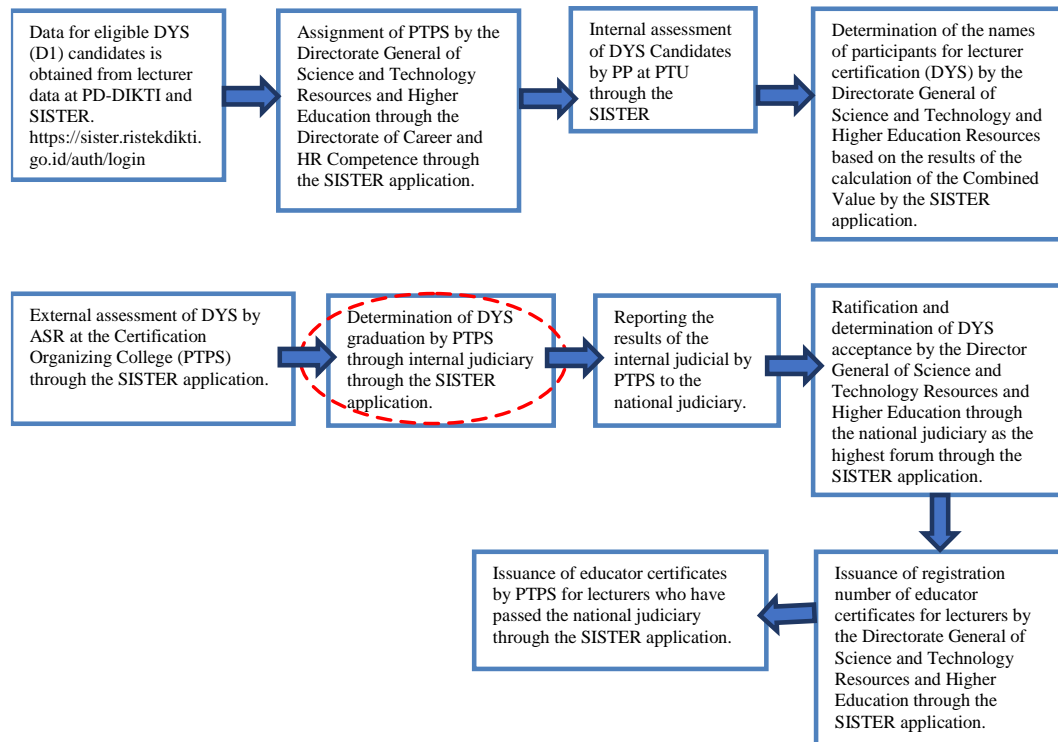 Data for eligible DYS
(D1) candidates is
obtained from lecturer
data at PD-DIKTI and
SISTER.
https://sister.ristekdikti.
go.id/auth/login
Assignment of PTPS by the
Directorate General of
Science and Technology
Resources and Higher
Education through the
Directorate of Career and
HR Competence through
the SISTER application.
Internal assessment
of DYS Candidates
by PP at PTU
through the
SISTER
Determination of the names
of participants for lecturer
certification (DYS) by the
Directorate General of
Science and Technology and
Higher Education Resources
based on the results of the
calculation of the Combined
Value by the SISTER
application.
External assessment of DYS by
ASR at the Certification
Organizing College (PTPS)
through the SISTER application.
Determination of DYS
graduation by PTPS
through internal judiciary
through the SISTER
application.
Reporting the
results of the
internal judicial by
PTPS to the
national judiciary.
Ratification and
determination of DYS
acceptance by the Director
General of Science and
Technology Resources and
Higher Education through
the national judiciary as the
highest forum through the
SISTER application.
Issuance of educator certificates
by PTPS for lecturers who have
passed the national judiciary
through the SISTER application.
Issuance of registration
number of educator
certificates for lecturers by
the Directorate General of
Science and Technology
Resources and Higher
Education through the
SISTER application.